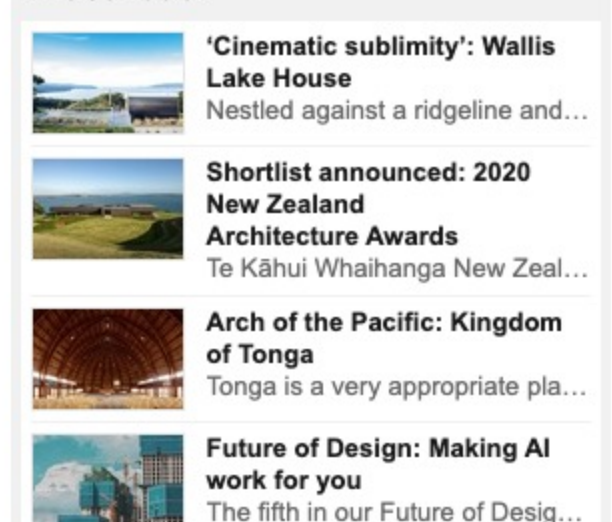 ‘Cinematic sublimity’: Wallis
Lake House
Nestled against a ridgeline and...
Shortlist announced: 2020
New Zealand
Architecture Awards
Te Kāhui Whaihanga New Zeal...
Arch of the Pacific: Kingdom
of Tonga
Tonga is a very appropriate pla...
Future of Design: Making AI
work for you
The fifth in our Future of Desig...